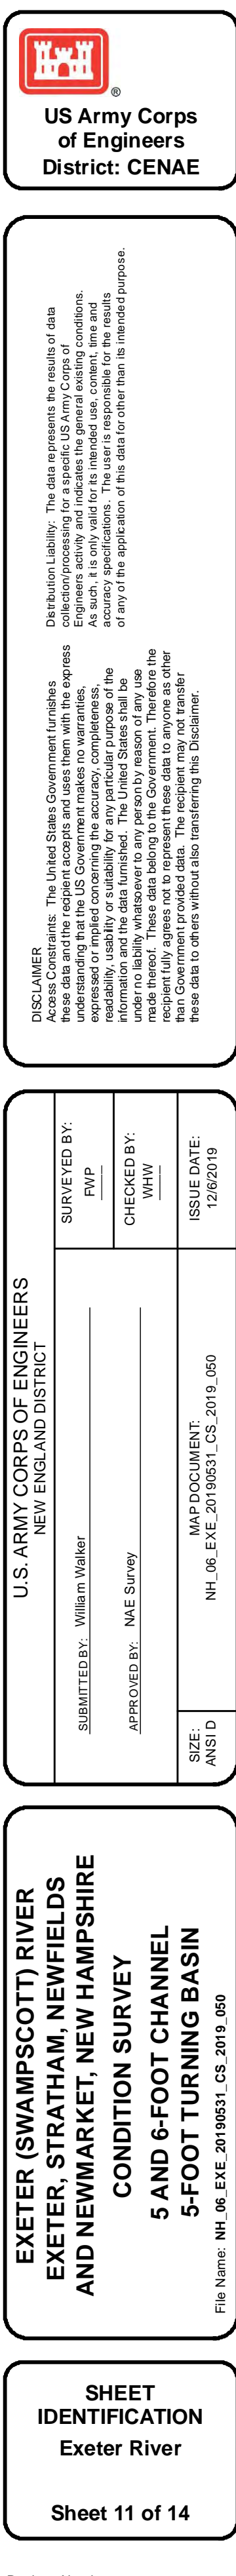 ®
US Army Corps
of Engineers
District: CENAE
DISCLAIMER
Access Constraints: The United States Government furnishes
these data and the recipient accepts and uses them with the express
understanding that the US Government makes no warranties,
expressed or implied concerning the accuracy, completeness,
readability, usability or suitability for any particular purpose of the
information and the data furnished. The United States shall be
under no liability whatsoever to any person by reason of any use
made thereof. These data belong to the Government. Therefore the
recipient fully agrees not to represent these data to anyone as other
than Government provided data. The recipient may not transfer
these data to others without also transferring this Disclaimer.
Distribution Liability: The data represents the results of data
collection/processing for a specific US Army Corps of
Engineers activity and indicates the general existing conditions.
As such, it is only valid for its intended use, content, time and
accuracy specifications. The user is responsible for the results
of any of the application of this data for other than its intended purpose.
U.S. ARMY CORPS OF ENGINEERS
NEW ENGLAND DISTRICT
SUBMITTED BY: William Walker
SURVEYED BY:
FWP
APPROVED BY: NAE Survey
CHECKED BY:
WHW
SIZE:
ANSI D
MAP DOCUMENT:
NH_06_EXE_20190531_CS_2019_050
ISSUE DATE:
12/6/2019
EXETER (SWAMPSCOTT) RIVER
EXETER, STRATHAM, NEWFIELDS
AND NEWMARKET, NEW HAMPSHIRE
CONDITION SURVEY
5 AND 6-FOOT CHANNEL
5-FOOT TURNING BASIN
File Name: NH_06_EXE_20190531_CS_2019_050
SHEET
IDENTIFICATION
Exeter River
Sheet 11 of 14